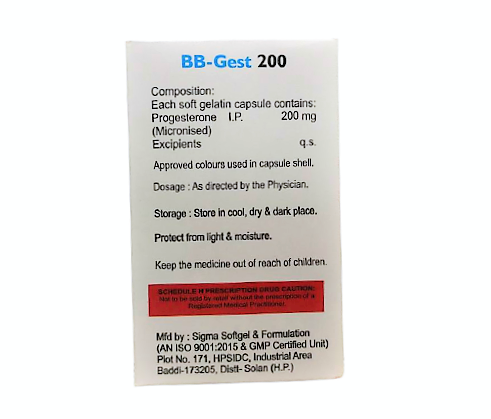 BB-Gest 200
Composition:
Each soft gelatin capsule contains:
Progesterone I.P. 200 mg
(Micronised)
Excipients q.s.
Approved colours used in capsule shell.
Dosage : As directed by the Physician.
Storage : Store in cool, dry & dark place.
Protect from light & moisture.
Keep the medicine out of reach of children.
SCHEDULE H PRESCRIPTION DRUG CAUTION:
Not to be sold by retail without the prescription of a
Registered Medical Practitioner.
Mfd by : Sigma Softgel & Formulation
(AN ISO 9001:2015 & GMP Certified Unit)
Plot No. 171, HPSIDC, Industrial Area
Baddi-173205, Distt- Solan (H.P.)